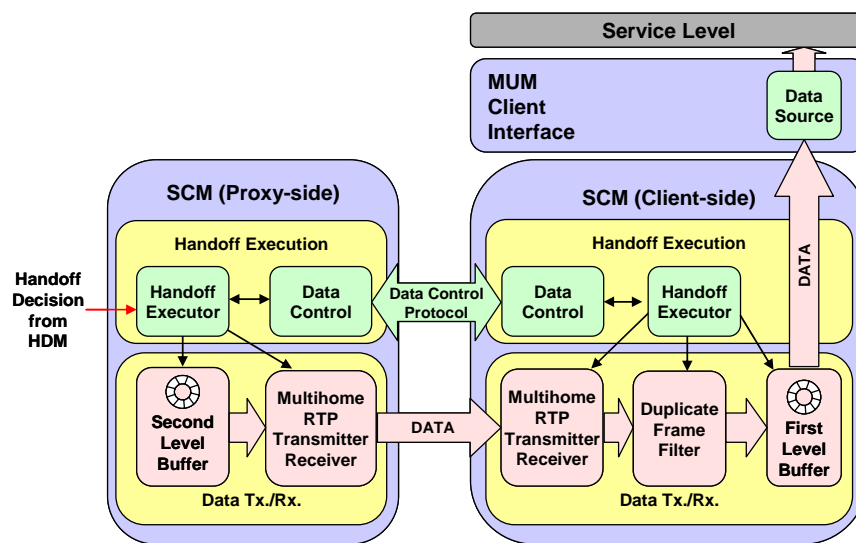 Service Level
MUM
Client
Interface
Data
Source
SCM (Proxy-side)
SCM (Client-side)
Handoff Execution
Handoff Execution
DATA
Handoff
Decision
from
HDM
Handoff
Executor
Data
Control
Data Control
Protocol
Data
Control
Handoff
Executor
Second
Level
Buffer
Multihome
RTP
Transmitter
Receiver
DATA
Multihome
RTP
Transmitter
Receiver
Duplicate
Frame
Filter
First
Level
Buffer
Data Tx./Rx.
Data Tx./Rx.